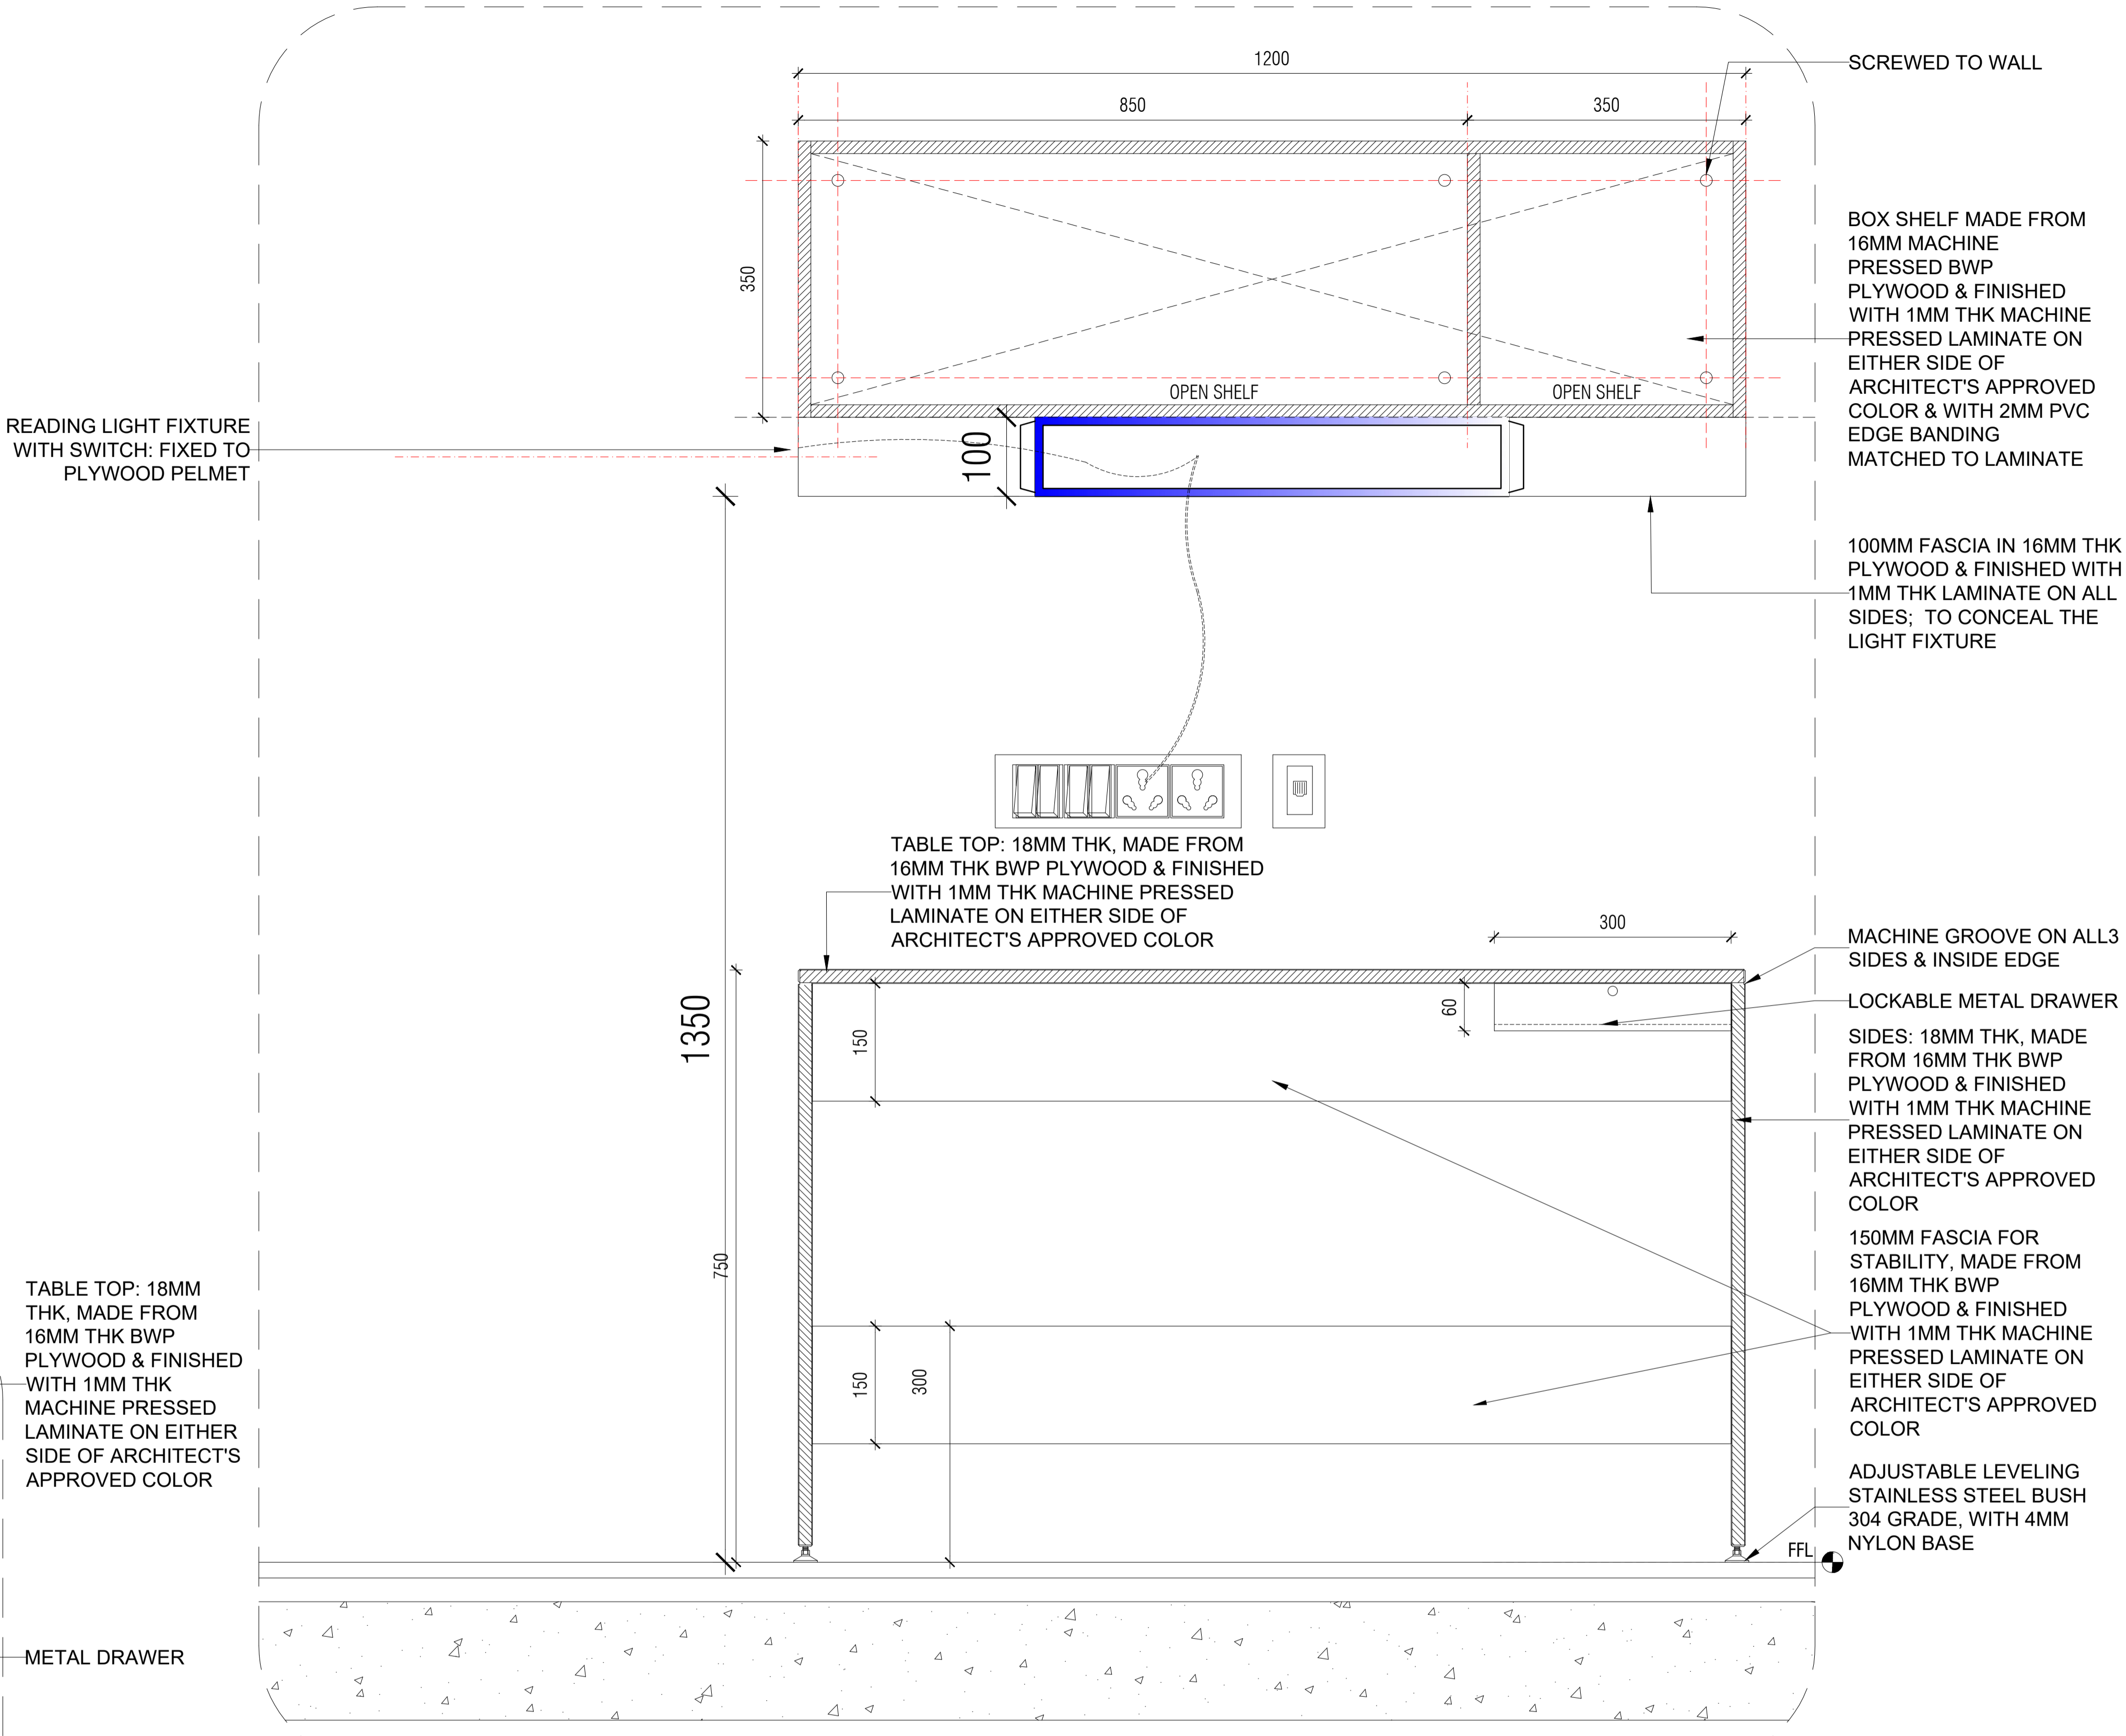 1200
SCREWED TO WALL
850
350
350
BOX SHELF MADE FROM
16MM MACHINE
PRESSED BWP
PLYWOOD & FINISHED
WITH 1MM THK MACHINE
PRESSED LAMINATE ON
EITHER SIDE OF
ARCHITECT'S APPROVED
COLOR & WITH 2MM PVC
EDGE BANDING
MATCHED TO LAMINATE
OPEN SHELF
OPEN SHELF
READING LIGHT FIXTURE
WITH SWITCH: FIXED TO
PLYWOOD PELMET
100
100MM FASCIA IN 16MM THK
PLYWOOD & FINISHED WITH
1MM THK LAMINATE ON ALL
SIDES; TO CONCEAL THE
LIGHT FIXTURE
TABLE TOP: 18MM THK, MADE FROM
16MM THK BWP PLYWOOD & FINISHED
WITH 1MM THK MACHINE PRESSED
LAMINATE ON EITHER SIDE OF
ARCHITECT'S APPROVED COLOR
300
MACHINE GROOVE ON ALL3
SIDES & INSIDE EDGE
LOCKABLE METAL DRAWER
60
1350
150
SIDES: 18MM THK, MADE
FROM 16MM THK BWP
PLYWOOD & FINISHED
WITH 1MM THK MACHINE
PRESSED LAMINATE ON
EITHER SIDE OF
ARCHITECT'S APPROVED
COLOR
750
150MM FASCIA FOR
STABILITY, MADE FROM
16MM THK BWP
PLYWOOD & FINISHED
WITH 1MM THK MACHINE
PRESSED LAMINATE ON
EITHER SIDE OF
ARCHITECT'S APPROVED
COLOR
TABLE TOP: 18MM
THK, MADE FROM
16MM THK BWP
PLYWOOD & FINISHED
WITH 1MM THK
MACHINE PRESSED
LAMINATE ON EITHER
SIDE OF ARCHITECT'S
APPROVED COLOR
150
300
ADJUSTABLE LEVELING
STAINLESS STEEL BUSH
304 GRADE, WITH 4MM
NYLON BASE
FFL
METAL DRAWER